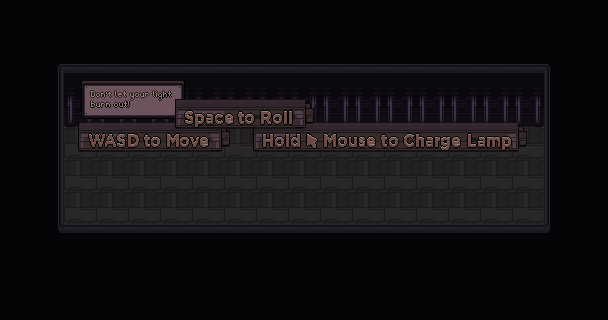 Don't let your light
burn out!
Space to Roll
WASD to Move
Hold Mouse to Charge Lamp